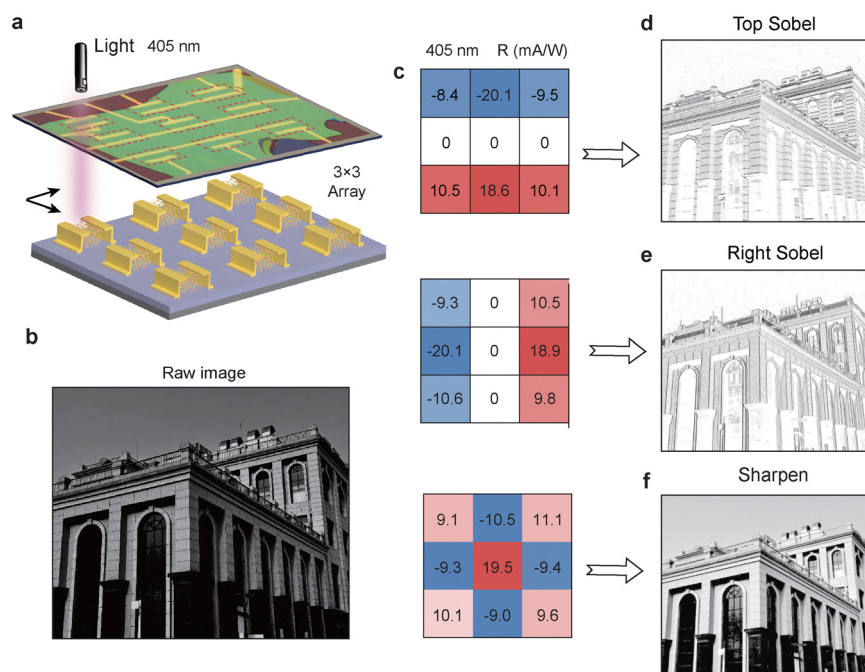 a
Light 405 nm
3×3
Array
b
Raw image
c
405 nm R (mA/W)
-8.4 -20.1 -9.5
0 0 0
10.5 18.6 10.1
-9.3 0 10.5
-20.1 0 18.9
-10.6 0 9.8
9.1 -10.5 11.1
-9.3 19.5 -9.4
10.1 -9.0 9.6
d
Top Sobel
e
Right Sobel
f
Sharpen